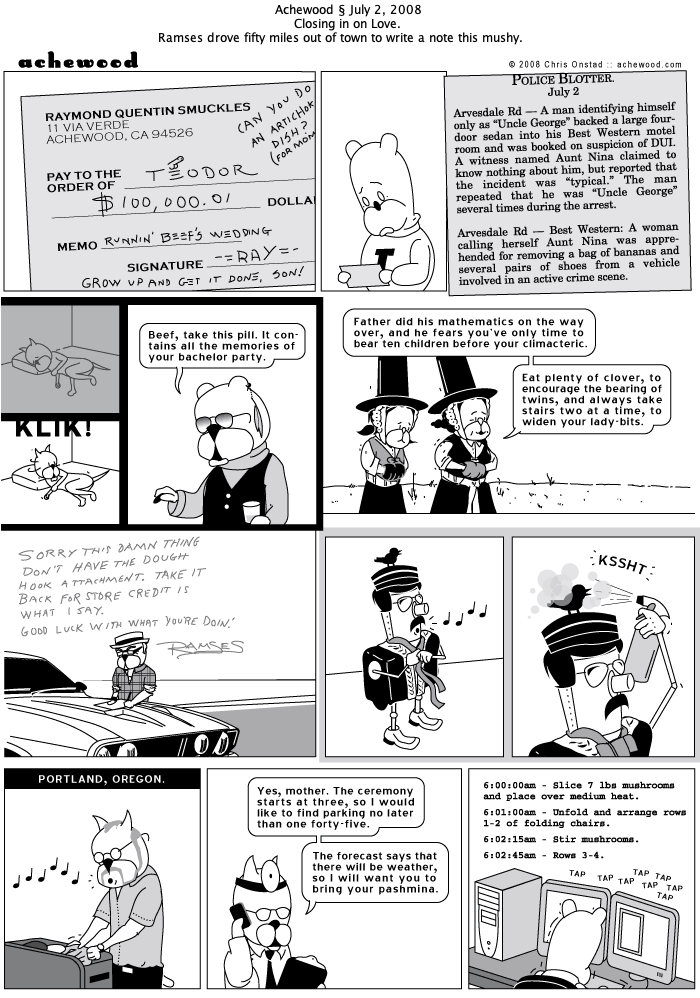 Achewood § July 2, 2008
Closing in on Love.
Ramses drove fifty miles out of town to write a note this mushy.
achewood
© 2008 Chris Onstad :: achewood.com
RAYMOND QUENTIN SMUCKLES
11 VIA VERDE
ACHEWOOD, CA 94526
CAN YOU DO
AN ARTICHOK
DISH?
(FOR MOM
PAY TO THE
ORDER OF
TEODOR
$100,000.01
DOLLA
MEMO RUNNIN' BEEF'S WEDDING
SIGNATURE -=RAY=-
GROW UP AND GET IT DONE, SON!
T
POLICE BLOTTER.
July 2
Arvesdale Rd — A man identifying himself
only as "Uncle George" backed a large four-
door sedan into his Best Western motel
room and was booked on suspicion of DUI.
A witness named Aunt Nina claimed to
know nothing about him, but reported that
the incident was "typical." The man
repeated that he was "Uncle George"
several times during the arrest.
Arvesdale Rd — Best Western: A woman
calling herself Aunt Nina was appre-
hended for removing a bag of bananas and
several pairs of shoes from a vehicle
involved in an active crime scene.
KLIK!
Beef, take this pill. It con-
tains all the memories of
your bachelor party.
Father did his mathematics on the way
over, and he fears you've only time to
bear ten children before your climacteric.
Eat plenty of clover, to
encourage the bearing of
twins, and always take
stairs two at a time, to
widen your lady-bits.
SORRY THIS DAMN THING
DON'T HAVE THE DOUGH
HOOK ATTACHMENT. TAKE IT
BACK FOR STORE CREDIT IS
WHAT I SAY.
GOOD LUCK WITH WHAT YOU'RE DOIN.'
RAMSES
KSSHT
PORTLAND, OREGON.
Yes, mother. The ceremony
starts at three, so I would
like to find parking no later
than one forty-five.
The forecast says that
there will be weather,
so I will want you to
bring your pashmina.
6:00:00am - Slice 7 lbs mushrooms
and place over medium heat.
6:01:00am - Unfold and arrange rows
1-2 of folding chairs.
6:02:15am - Stir mushrooms.
6:02:45am - Rows 3-4.
TAP TAP TAP TAP TAP TAP TAP TAP